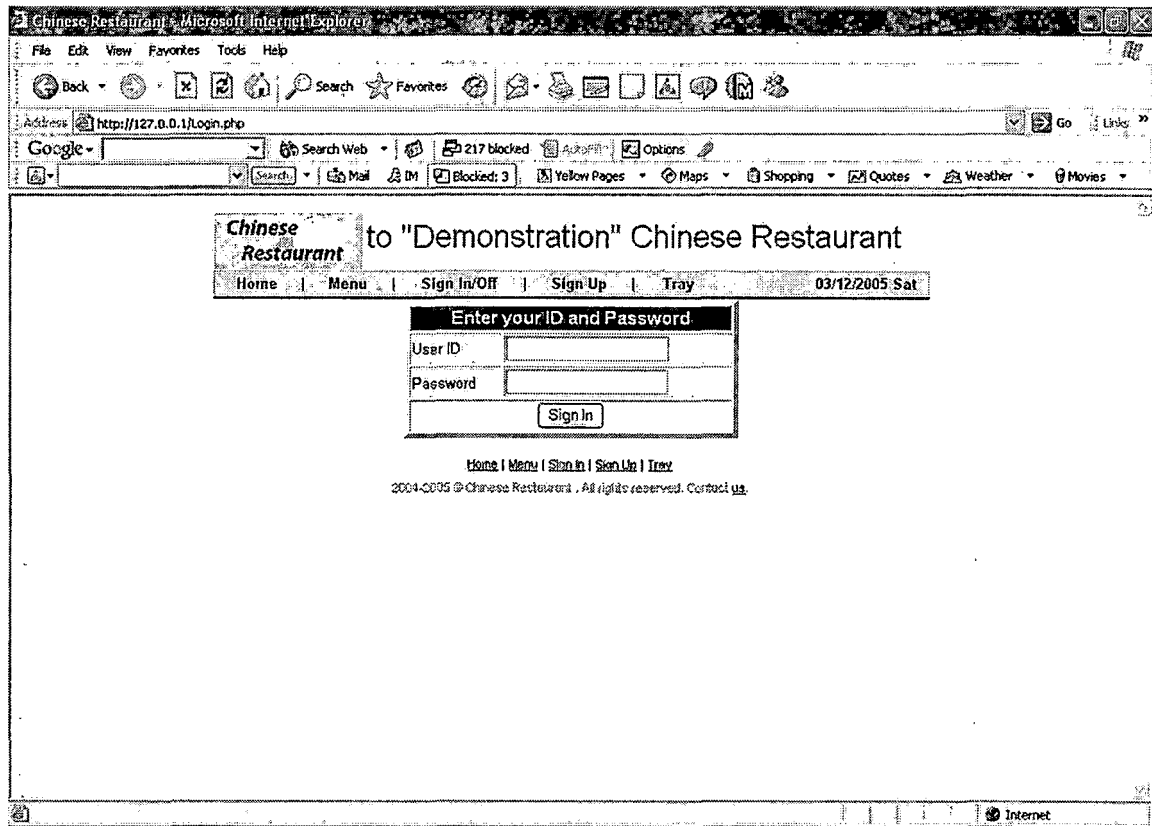 Chinese Restaurant - Microsoft Internet Explorer
File Edit View Favorites Tools Help
Back Search Favorites
Address http://127.0.0.1/Login.php Go Links »
Google Search Web 217 blocked AutoFill Options
Search Mail IM Blocked: 3 Yellow Pages Maps Shopping Quotes Weather Movies
Chinese Restaurant to "Demonstration" Chinese Restaurant
Home | Menu | Sign In/Off | Sign Up | Tray 03/12/2005 Sat
Enter your ID and Password
User ID
Password
Sign In
Home | Menu | Sign In | Sign Up | Tray
2004-2005 © Chinese Restaurant , All rights reserved. Contact us.
Internet